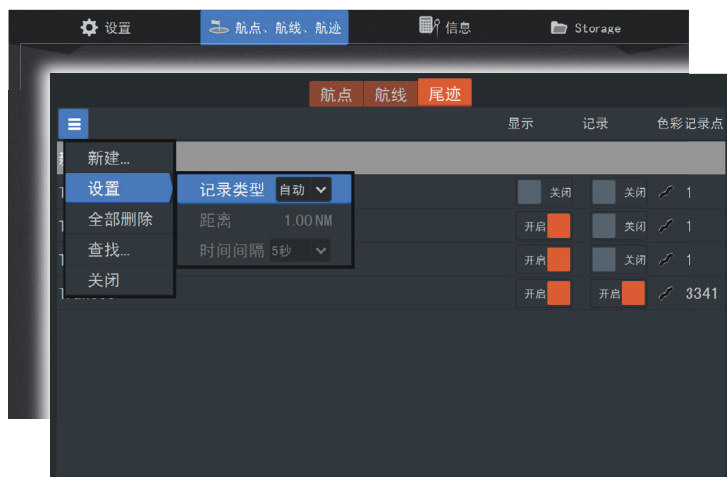 设置 航点、航线、航迹 信息 Storage
航点 航线 尾迹
显示 记录 色彩 记录点
新建…
设置 记录类型 自动 关闭 关闭 1
全部删除 距离 1.00 NM 开启 关闭 1
查找… 时间间隔 5秒 开启 关闭 1
关闭 开启 开启 3341